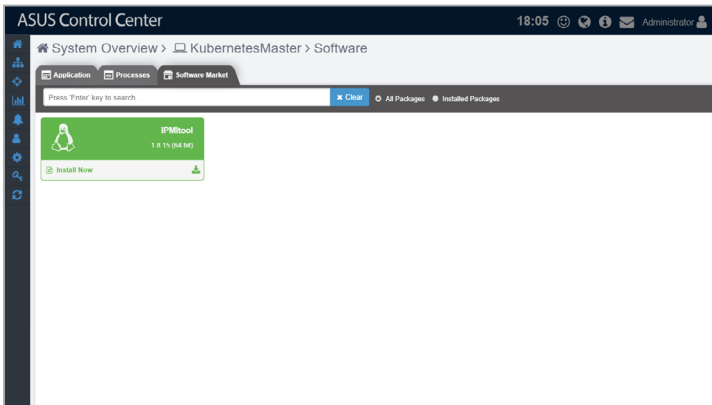 ASUS Control Center
18:05
Administrator
System Overview > KubernetesMaster > Software
Application
Processes
Software Market
Press 'Enter' key to search.
× Clear
All Packages
Installed Packages
IPMItool
1.8.15 (64 bit)
Install Now